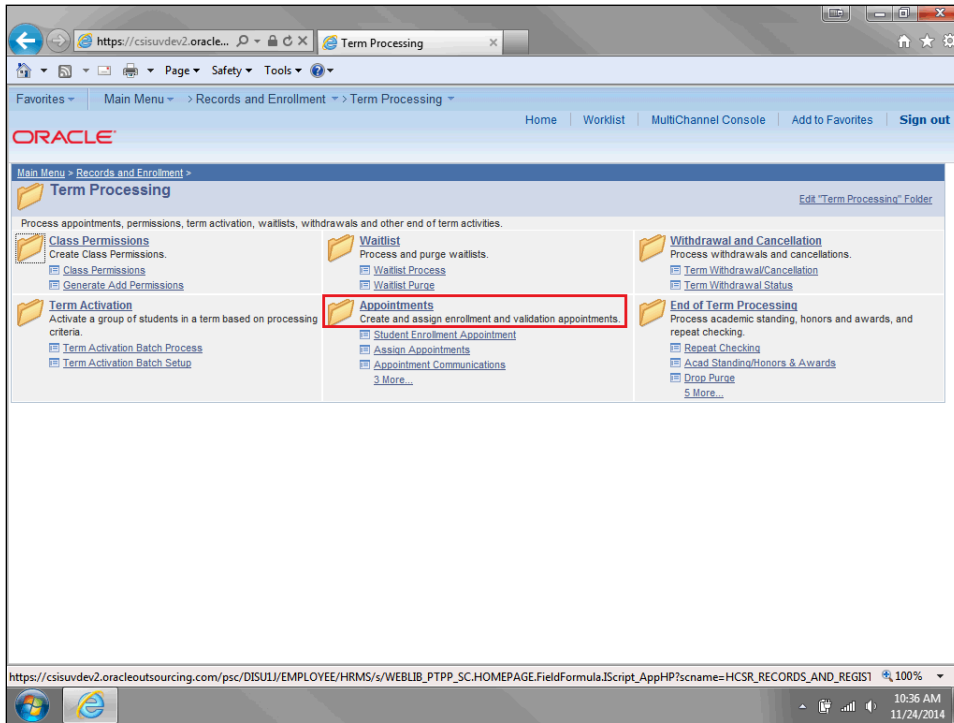 https://csisuvdev2.oracle...
Term Processing
Page
Safety
Tools
Favorites
Main Menu
> Records and Enrollment
> Term Processing
Home
Worklist
MultiChannel Console
Add to Favorites
Sign out
ORACLE
Main Menu > Records and Enrollment >
Term Processing
Edit "Term Processing" Folder
Process appointments, permissions, term activation, waitlists, withdrawals and other end of term activities.
Class Permissions
Create Class Permissions.
Class Permissions
Generate Add Permissions
Waitlist
Process and purge waitlists.
Waitlist Process
Waitlist Purge
Withdrawal and Cancellation
Process withdrawals and cancellations.
Term Withdrawal/Cancellation
Term Withdrawal Status
Term Activation
Activate a group of students in a term based on processing
criteria.
Term Activation Batch Process
Term Activation Batch Setup
Appointments
Create and assign enrollment and validation appointments.
Student Enrollment Appointment
Assign Appointments
Appointment Communications
3 More...
End of Term Processing
Process academic standing, honors and awards, and
repeat checking.
Repeat Checking
Acad Standing/Honors & Awards
Drop Purge
5 More...
https://csisuvdev2.oracleoutsourcing.com/psc/DISU1J/EMPLOYEE/HRMS/s/WEBLIB_PTPP_SC.HOMEPAGE.FieldFormula.IScript_AppHP?scname=HCSR_RECORDS_AND_REGIST
100%
10:36 AM
11/24/2014